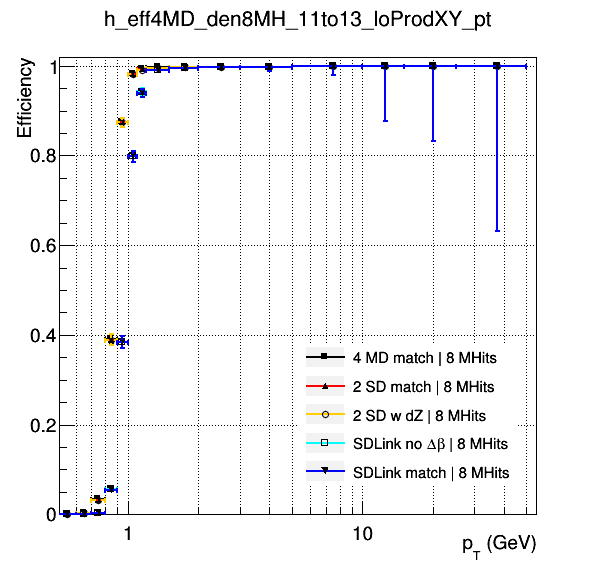 h_eff4MD_den8MH_11to13_loProdXY_pt
Efficiency
1
0.8
0.6
0.4
0.2
0
4 MD match | 8 MHits
2 SD match | 8 MHits
2 SD w dZ | 8 MHits
SDLink no Δβ | 8 MHits
SDLink match | 8 MHits
1
10
p_T (GeV)